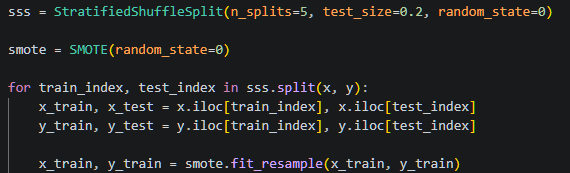 sss = StratifiedShuffleSplit(n_splits=5, test_size=0.2, random_state=0)
smote = SMOTE(random_state=0)
for train_index, test_index in sss.split(x, y):
    x_train, x_test = x.iloc[train_index], x.iloc[test_index]
    y_train, y_test = y.iloc[train_index], y.iloc[test_index]
    x_train, y_train = smote.fit_resample(x_train, y_train)